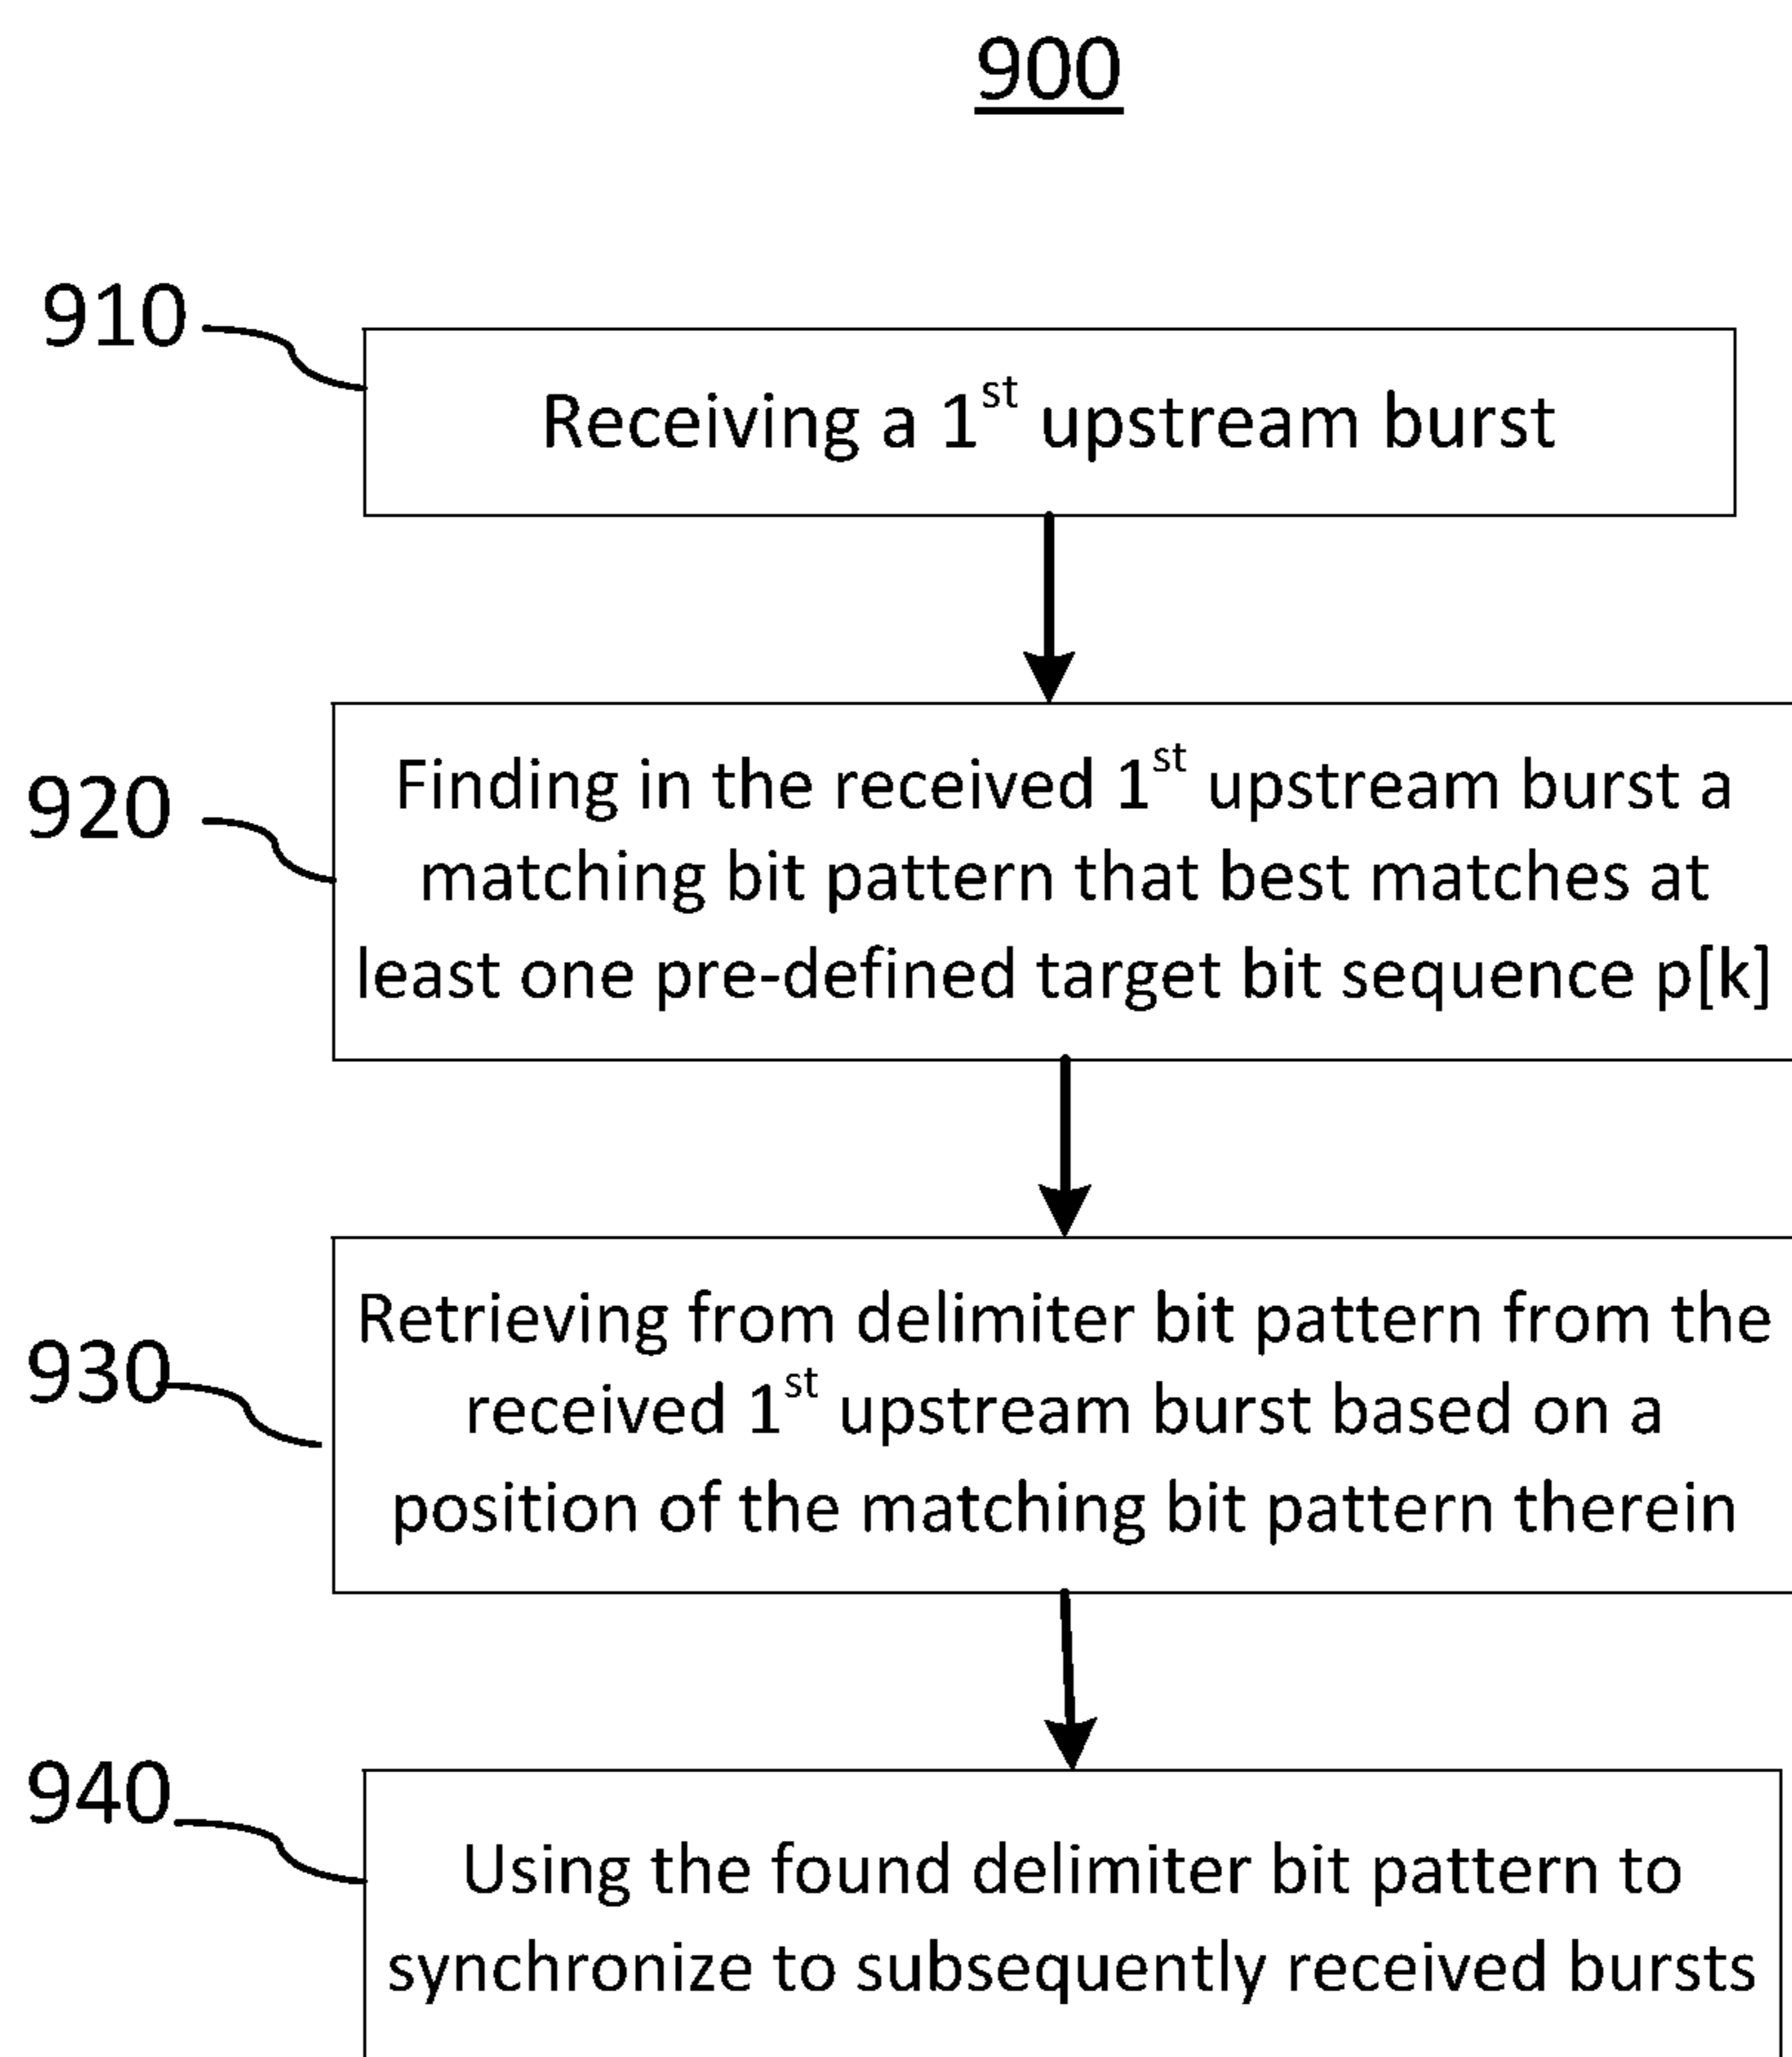 900
910
Receiving a 1st upstream burst
920
Finding in the received 1st upstream burst a
matching bit pattern that best matches at
least one pre-defined target bit sequence p[k]
930
Retrieving from delimiter bit pattern from the
received 1st upstream burst based on a
position of the matching bit pattern therein
940
Using the found delimiter bit pattern to
synchronize to subsequently received bursts